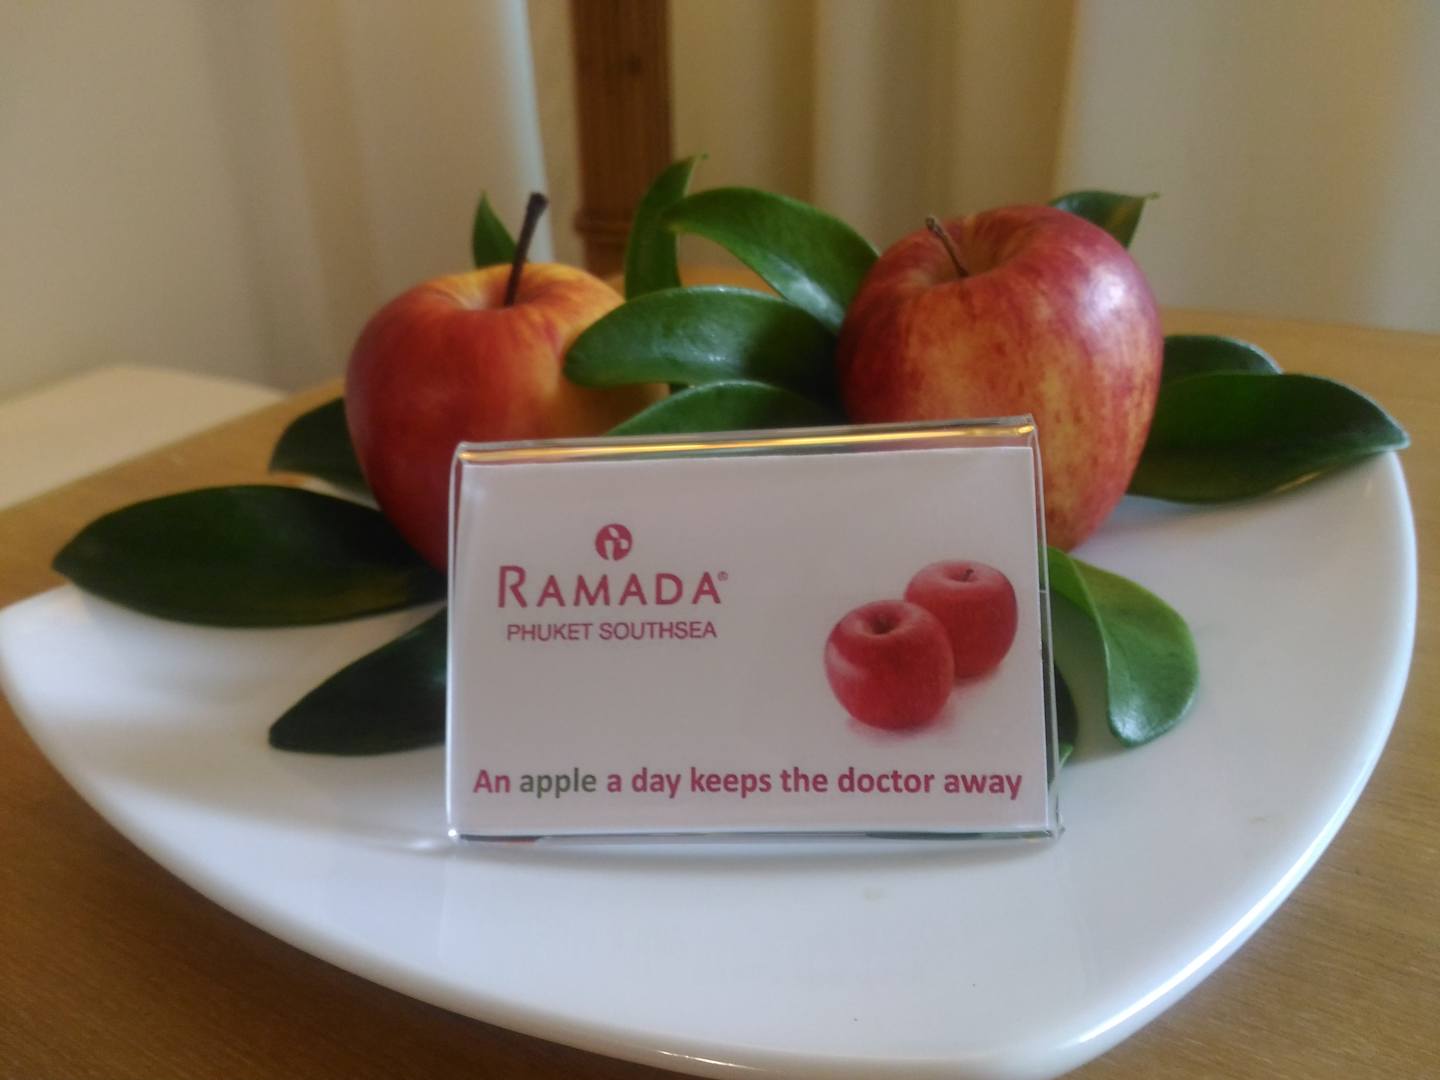 RAMADA®
PHUKET SOUTHSEA
An apple a day keeps the doctor away